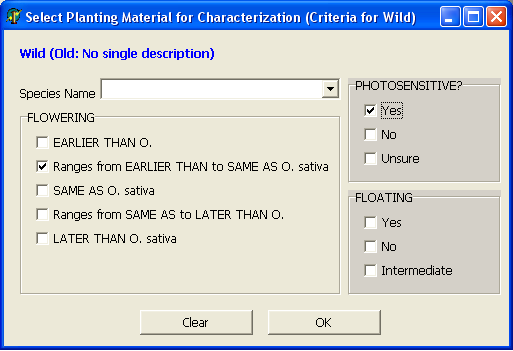 Select Planting Material for Characterization (Criteria for Wild)
Wild (Old: No single description)
Species Name
FLOWERING
EARLIER THAN O.
Ranges from EARLIER THAN to SAME AS O. sativa
SAME AS O. sativa
Ranges from SAME AS to LATER THAN O.
LATER THAN O. sativa
PHOTOSENSITIVE?
Yes
No
Unsure
FLOATING
Yes
No
Intermediate
Clear
OK